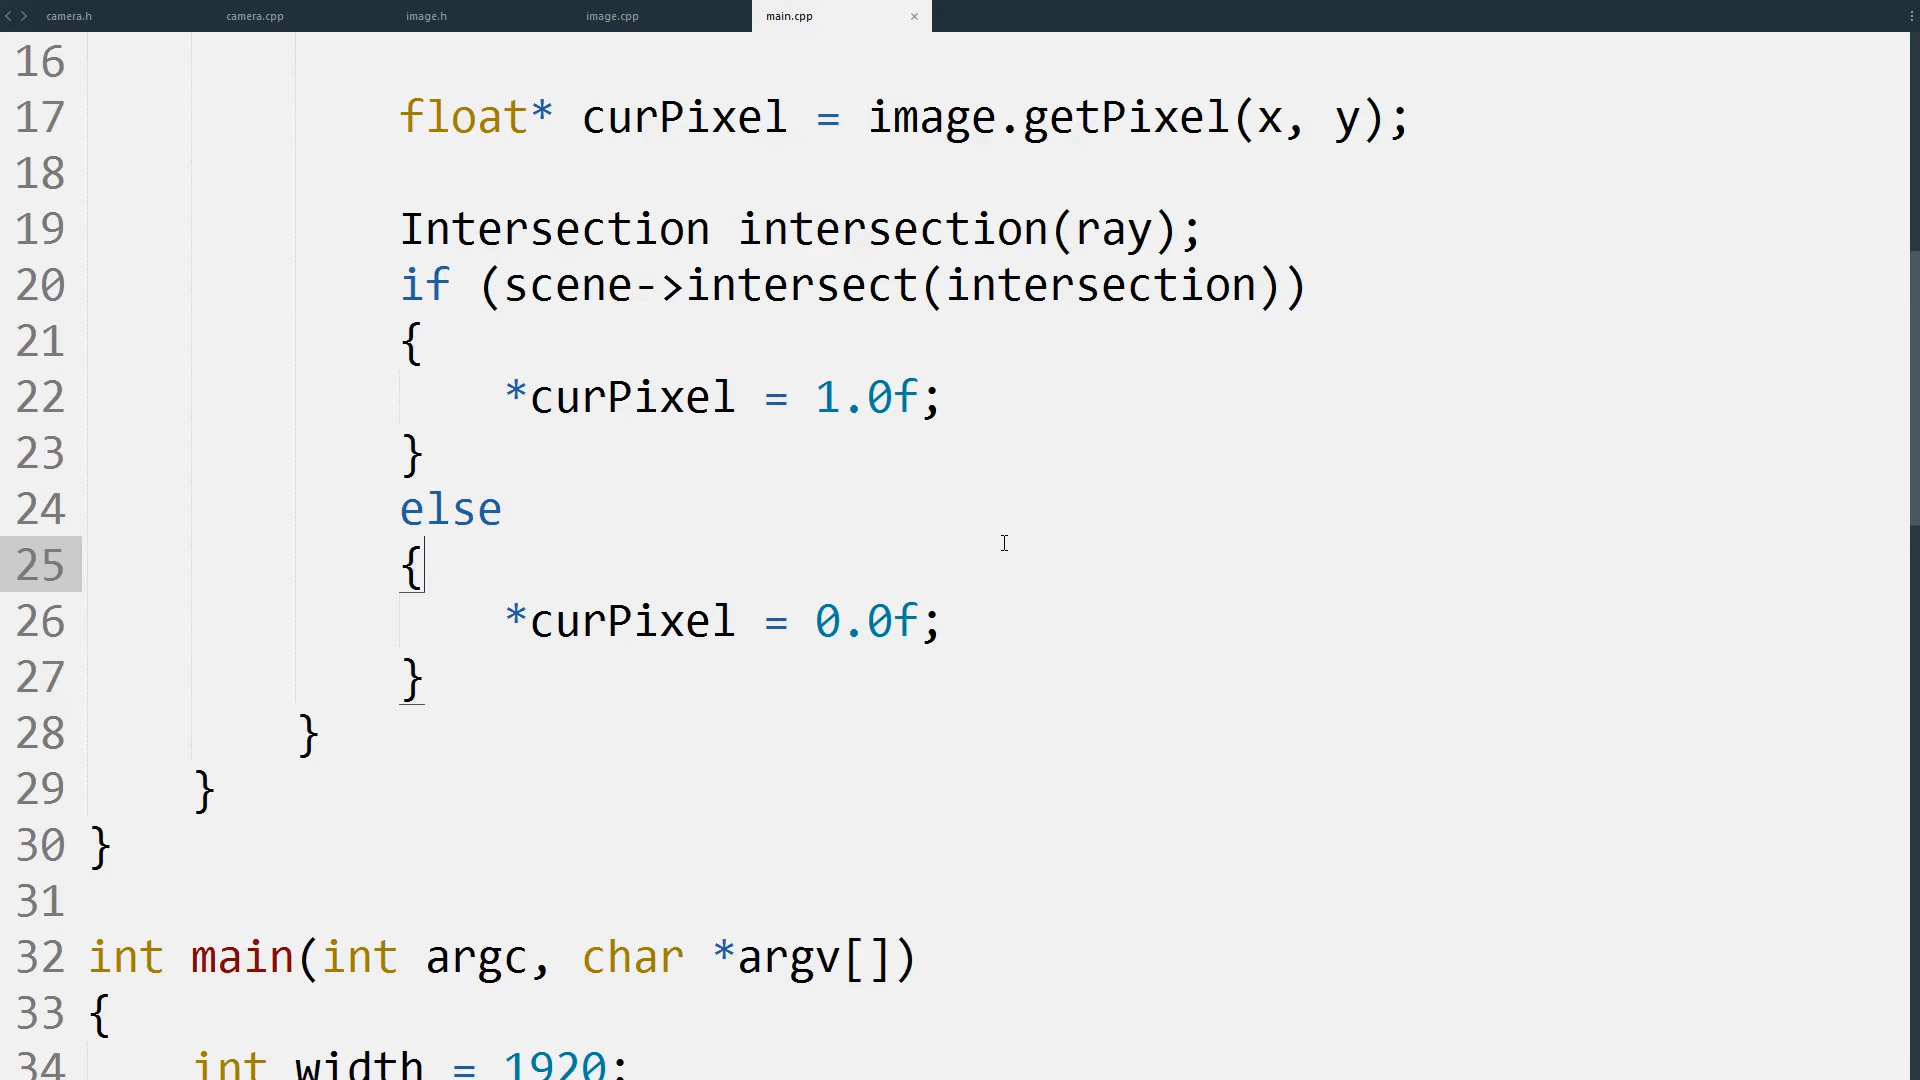 camera.h camera.cpp image.h image.cpp main.cpp ×
16
17 float* curPixel = image.getPixel(x, y);
18
19 Intersection intersection(ray);
20 if (scene->intersect(intersection))
21 {
22 *curPixel = 1.0f;
23 }
24 else
25 {
26 *curPixel = 0.0f;
27 }
28 }
29 }
30 }
31
32 int main(int argc, char *argv[])
33 {
34 int width = 1920;